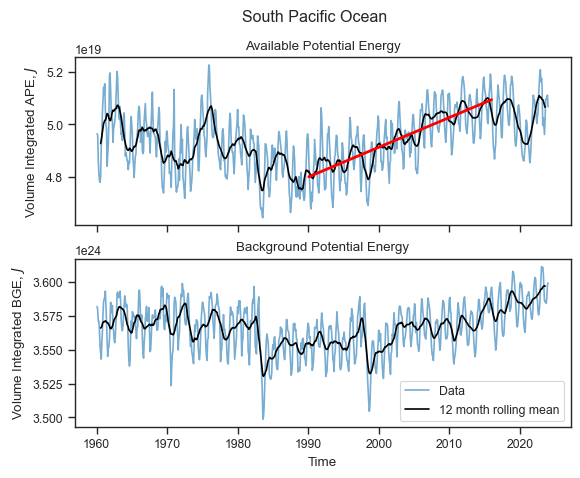 South Pacific Ocean
Available Potential Energy
1e19
Volume Integrated APE, J
5.2
5.0
4.8
Background Potential Energy
1e24
Volume Integrated BGE, J
3.600
3.575
3.550
3.525
3.500
Data
12 month rolling mean
1960 1970 1980 1990 2000 2010 2020
Time